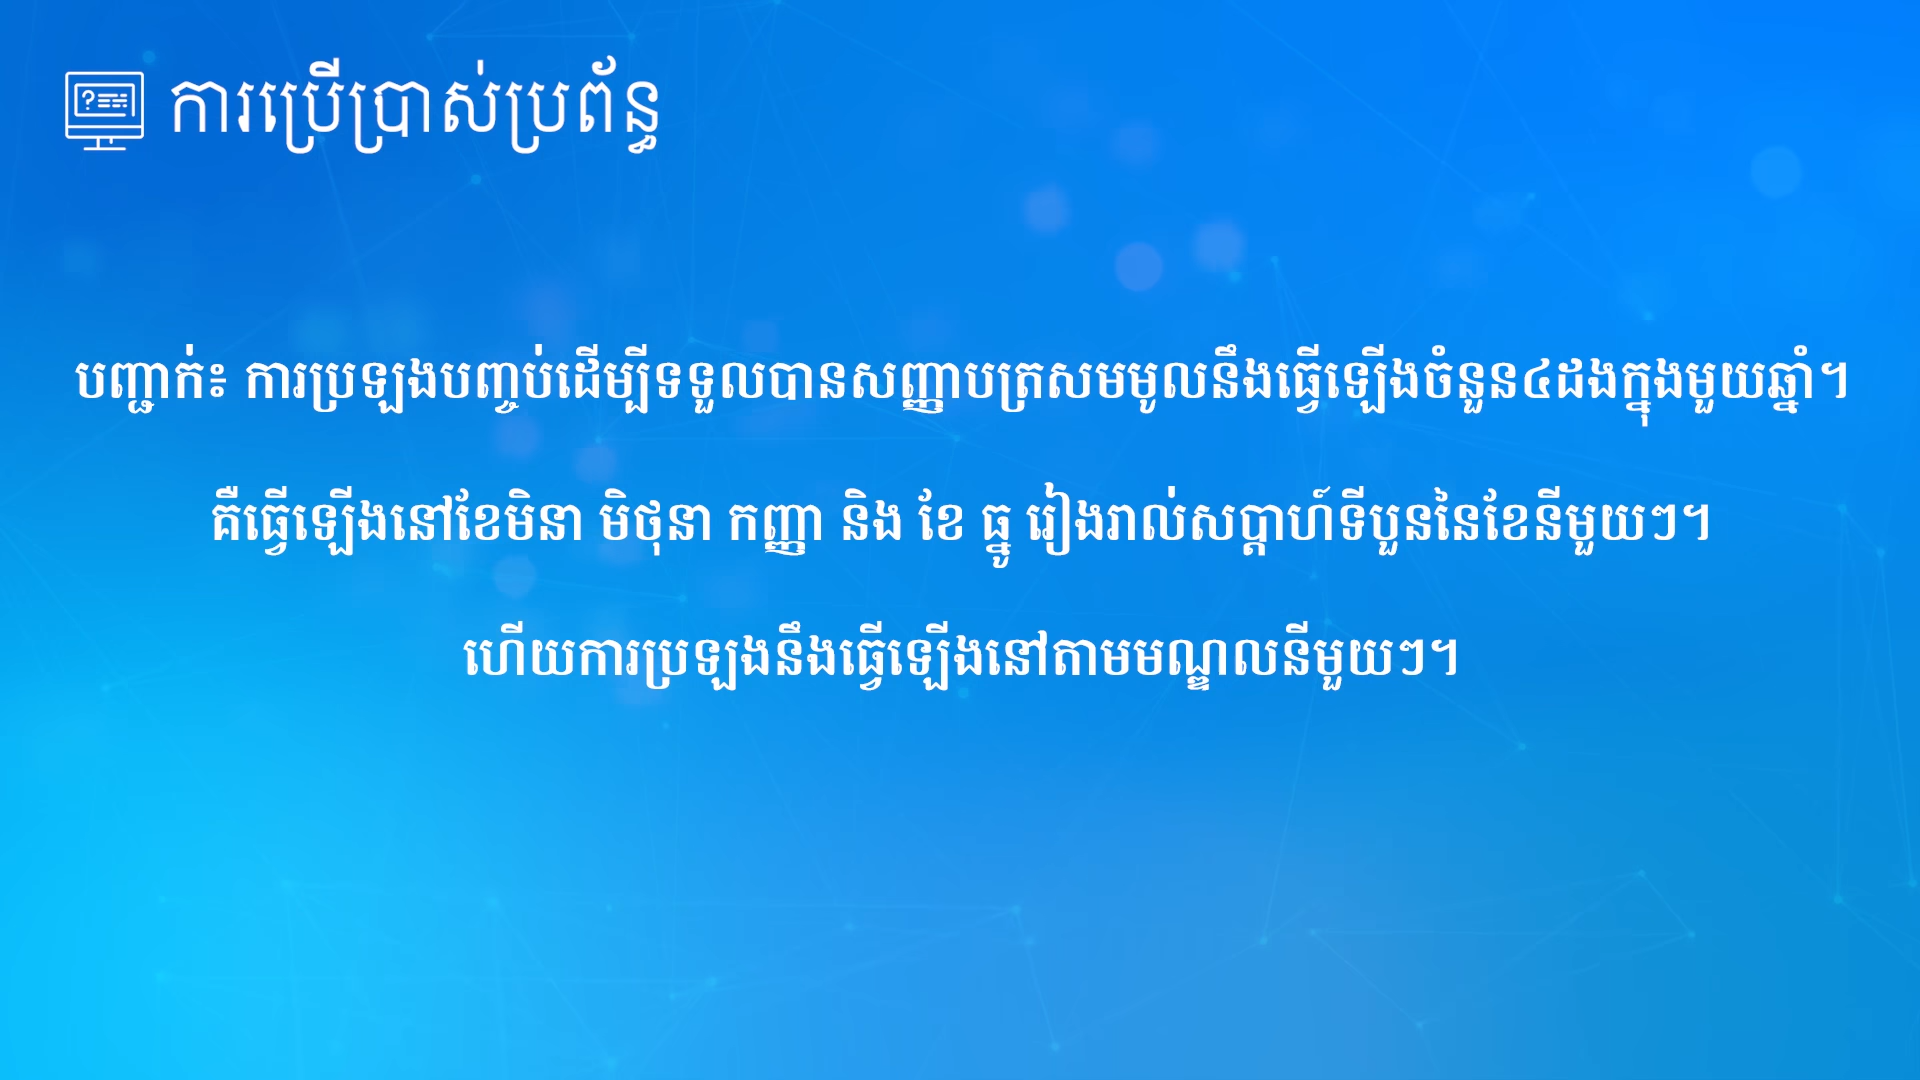 ការប្រើប្រាស់ប្រព័ន្ធ
បញ្ជាក់៖ ការប្រឡងបញ្ចប់ដើម្បីទទួលបានសញ្ញាបត្រសមមូលនឹងធ្វើឡើងចំនួន៤ដងក្នុងមួយឆ្នាំ។
គឺធ្វើឡើងនៅខែមិនា មិថុនា កញ្ញា និង ខែ ធ្នូ រៀងរាល់សប្ដាហ៍ទីបួននៃខែនីមួយៗ។
ហើយការប្រឡងនឹងធ្វើឡើងនៅតាមមណ្ឌលនីមួយៗ។